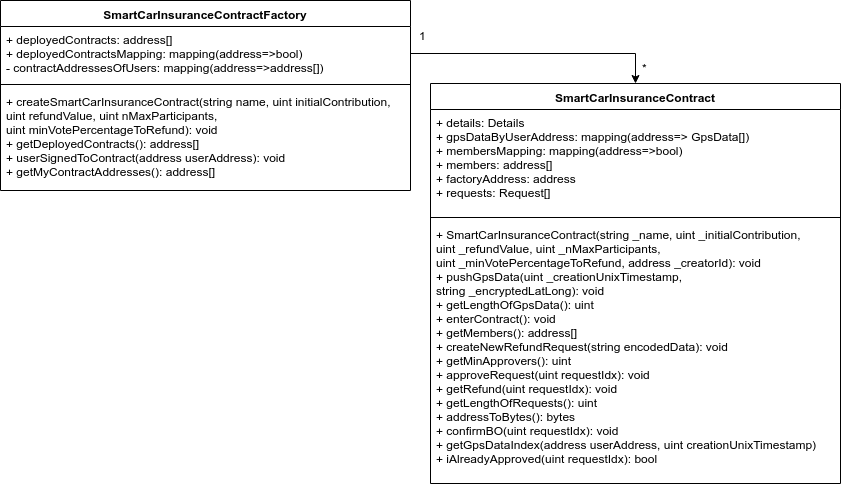 SmartCarInsuranceContractFactory
+ deployedContracts: address[]
+ deployedContractsMapping: mapping(address=>bool)
- contractAddressesOfUsers: mapping(address=>address[])
+ createSmartCarInsuranceContract(string name, uint initialContribution,
uint refundValue, uint nMaxParticipants,
uint minVotePercentageToRefund): void
+ getDeployedContracts(): address[]
+ userSignedToContract(address userAddress): void
+ getMyContractAddresses(): address[]
1
*
SmartCarInsuranceContract
+ details: Details
+ gpsDataByUserAddress: mapping(address=> GpsData[])
+ membersMapping: mapping(address=>bool)
+ members: address[]
+ factoryAddress: address
+ requests: Request[]
+ SmartCarInsuranceContract(string _name, uint _initialContribution,
uint _refundValue, uint _nMaxParticipants,
uint _minVotePercentageToRefund, address _creatorId): void
+ pushGpsData(uint _creationUnixTimestamp,
string _encryptedLatLong): void
+ getLengthOfGpsData(): uint
+ enterContract(): void
+ getMembers(): address[]
+ createNewRefundRequest(string encodedData): void
+ getMinApprovers(): uint
+ approveRequest(uint requestIdx): void
+ getRefund(uint requestIdx): void
+ getLengthOfRequests(): uint
+ addressToBytes(): bytes
+ confirmBO(uint requestIdx): void
+ getGpsDataIndex(address userAddress, uint creationUnixTimestamp)
+ iAlreadyApproved(uint requestIdx): bool